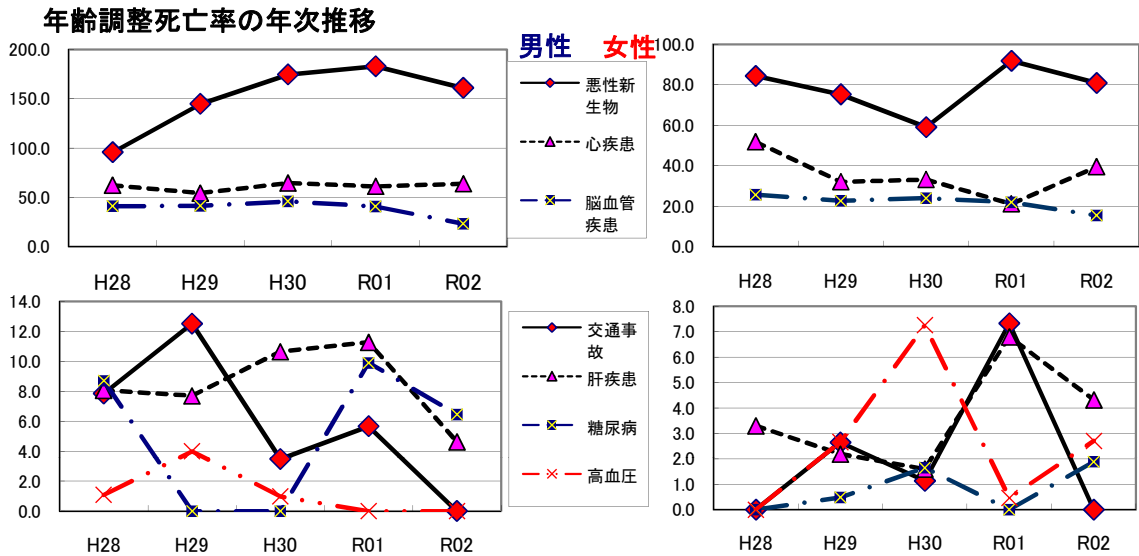 年齢調整死亡率の年次推移
男性 女性
200.0
150.0
100.0
50.0
0.0
H28 H29 H30 R01 R02
悪性新
生物
心疾患
脳血管
疾患
100.0
80.0
60.0
40.0
20.0
0.0
H28 H29 H30 R01 R02
14.0
12.0
10.0
8.0
6.0
4.0
2.0
0.0
H28 H29 H30 R01 R02
交通事
故
肝疾患
糖尿病
高血圧
8.0
7.0
6.0
5.0
4.0
3.0
2.0
1.0
0.0
H28 H29 H30 R01 R02